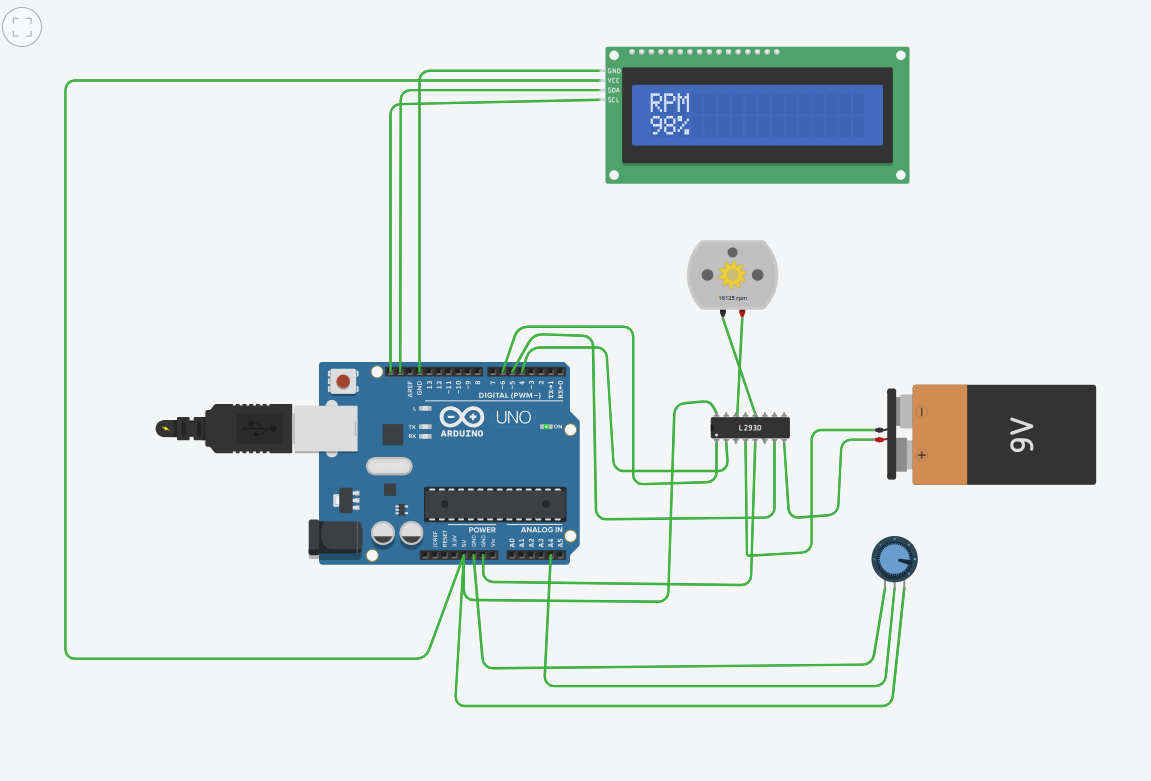 GND
VCC
SDA
SCL
RPM
98%
18125 rpm
AREF
GND
13
12
~11
~10
~9
8
7
~6
~5
4
~3
2
TX→1
RX←0
DIGITAL (PWM~)
L
TX
RX
ARDUINO
UNO
ON
L293D
9V
POWER
ANALOG IN
IOREF
RESET
3.3V
5V
GND
GND
Vin
A0
A1
A2
A3
A4
A5